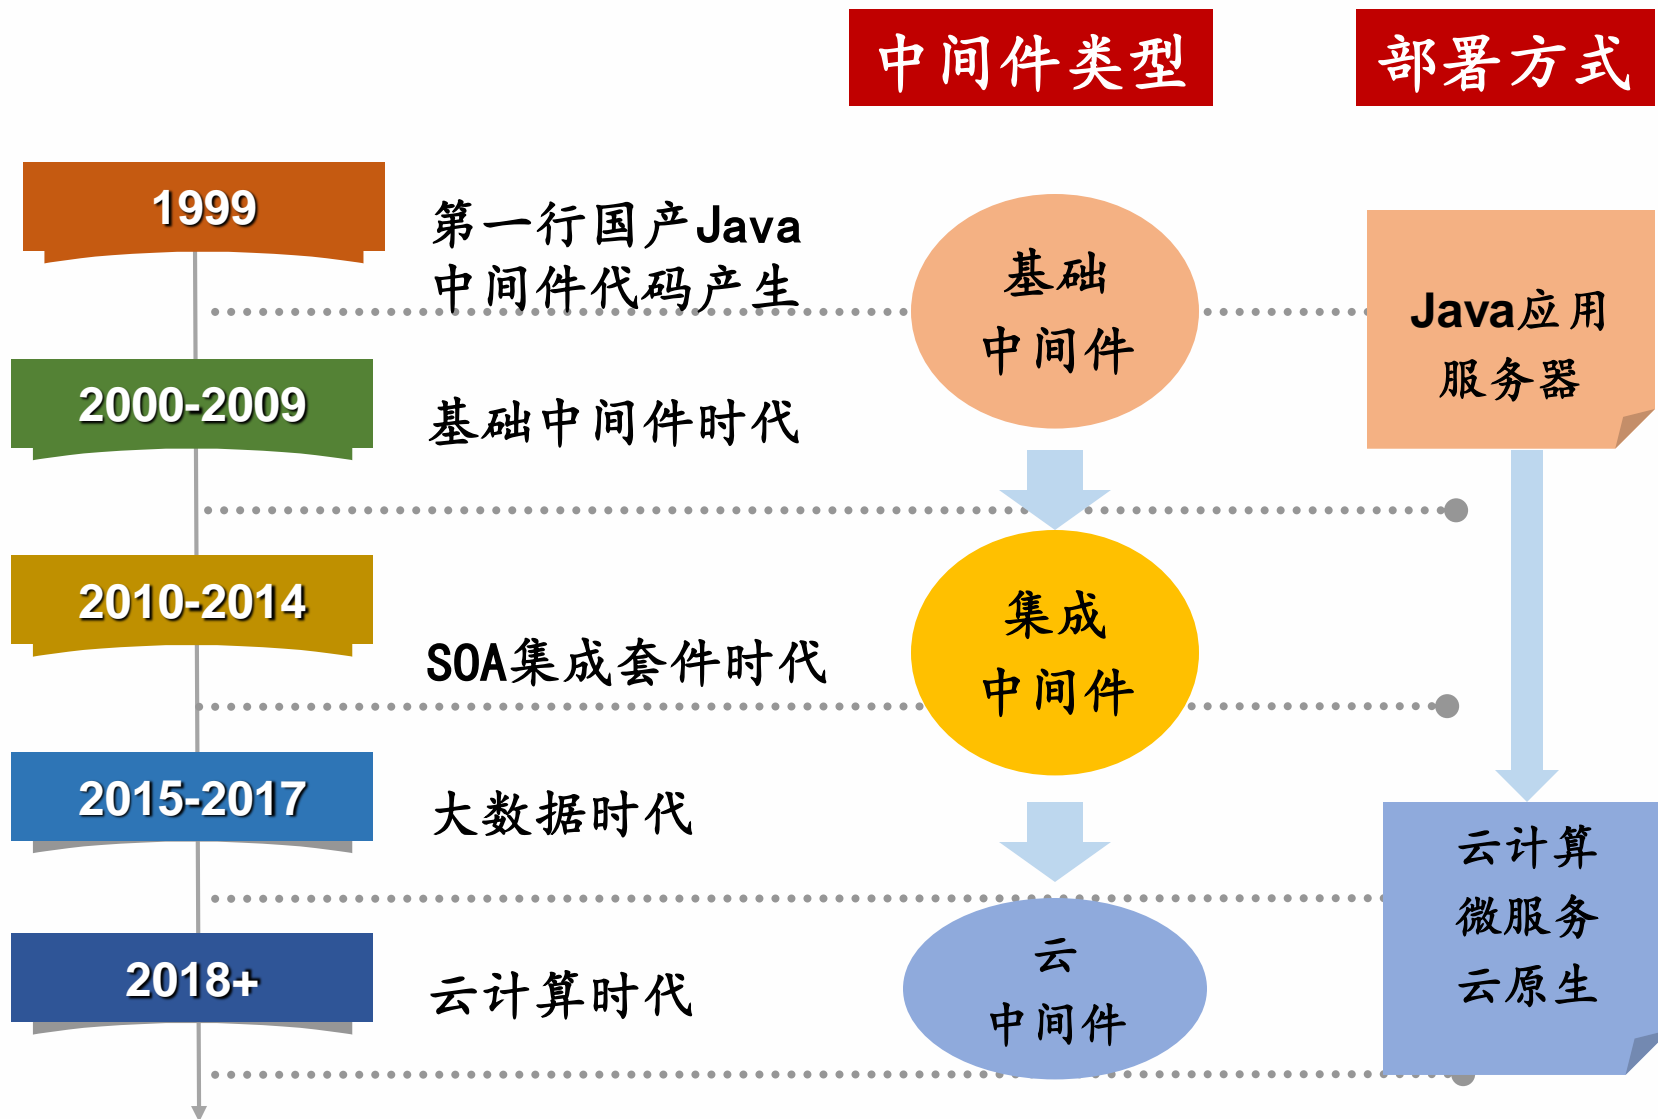 中间件类型
部署方式
1999
第一行国产Java
中间件代码产生
基础
中间件
Java应用
服务器
2000-2009
基础中间件时代
2010-2014
SOA集成套件时代
集成
中间件
2015-2017
大数据时代
云计算
微服务
云原生
2018+
云计算时代
云
中间件